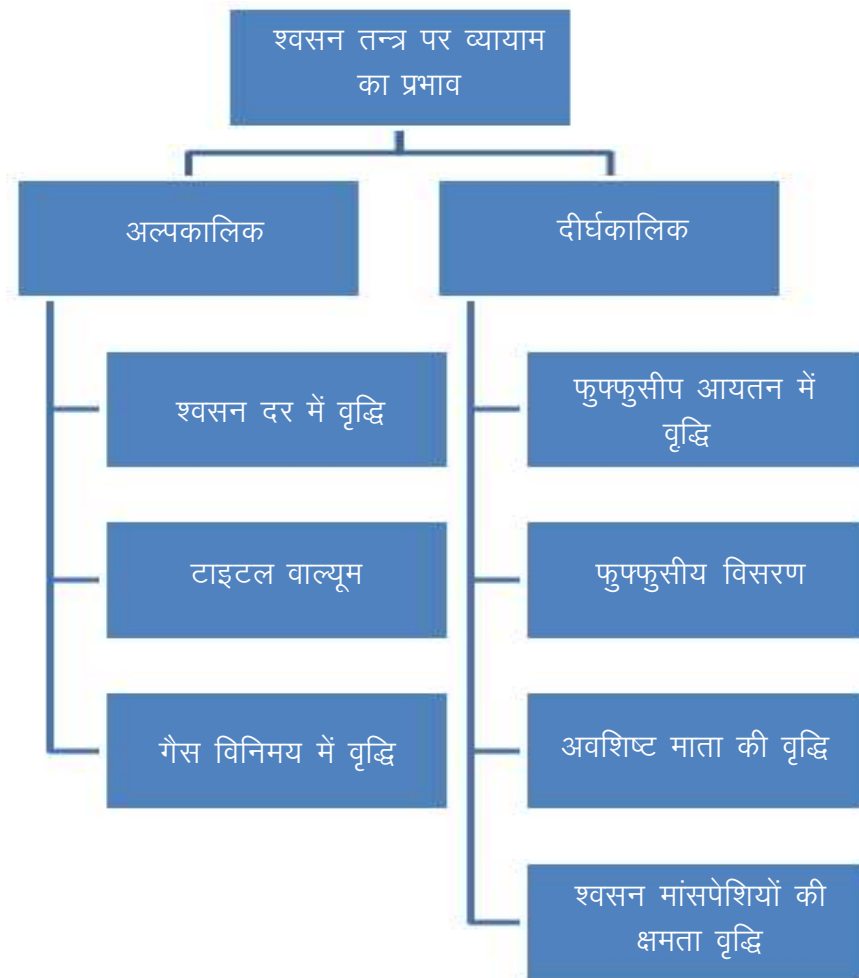 श्वसन तन्त्र पर व्यायाम
का प्रभाव
अल्पकालिक
दीर्घकालिक
श्वसन दर में वृद्धि
टाइटल वाल्यूम
गैस विनिमय में वृद्धि
फुफ्फुसीप आयतन में
वृद्धि
फुफ्फुसीय विसरण
अवशिष्ट माता की वृद्धि
श्वसन मांसपेशियों की
क्षमता वृद्धि